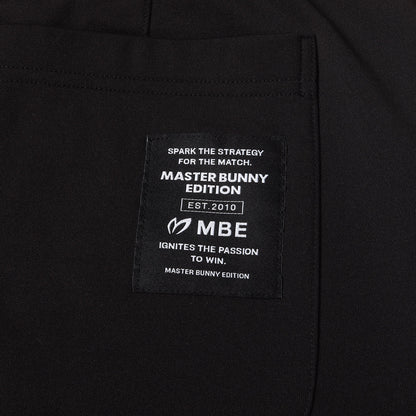 SPARK THE STRATEGY
FOR THE MATCH.
MASTER BUNNY
EDITION
EST.2010
MBE
IGNITES THE PASSION
TO WIN.
MASTER BUNNY EDITION